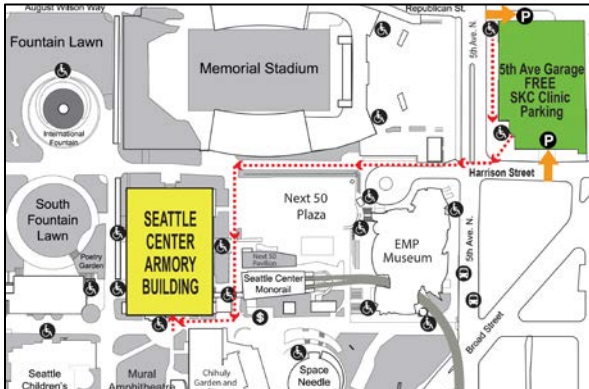 August Wilson Way
Republican St.
Fountain Lawn
International
Fountain
Memorial Stadium
5th Ave. N.
P
5th Ave Garage
FREE
SKC Clinic
Parking
P
Harrison Street
South
Fountain
Lawn
Poetry
Garden
SEATTLE
CENTER
ARMORY
BUILDING
Next 50
Plaza
Next 50
Pavilion
Seattle Center
Monorail
EMP
Museum
5th Ave. N.
Broad Street
$
Seattle
Children's
Mural
Amphitheatre
Chihuly
Garden and
Space
Needle